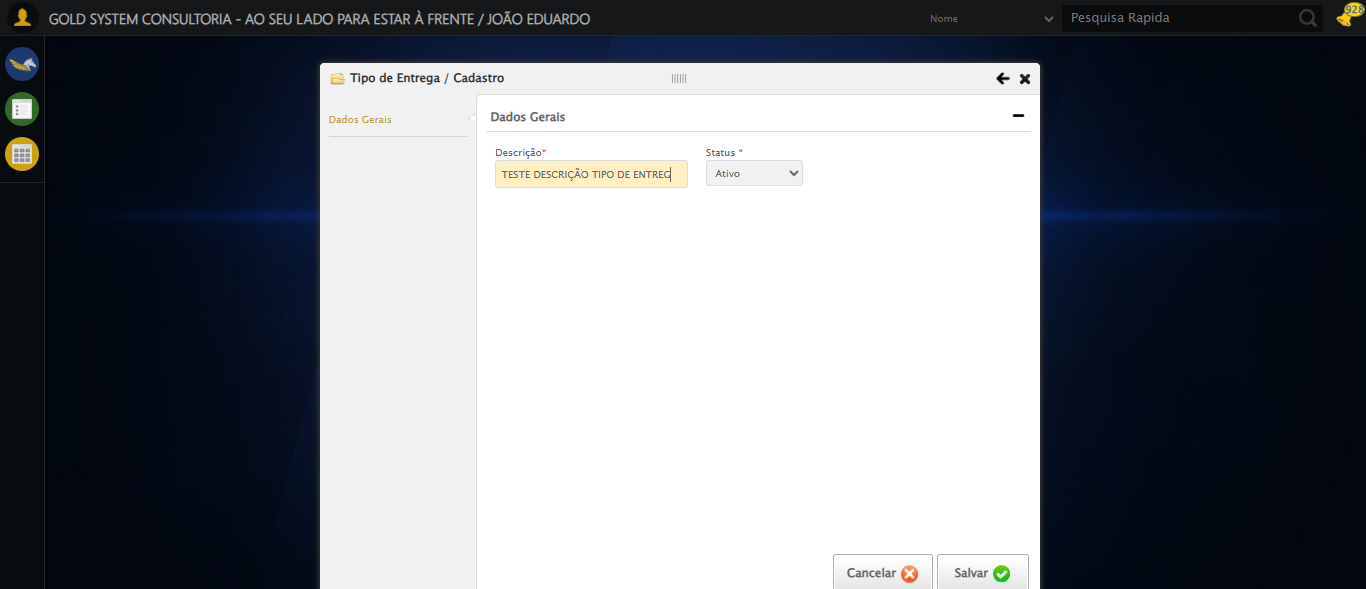 GOLD SYSTEM CONSULTORIA - AO SEU LADO PARA ESTAR À FRENTE / JOÃO EDUARDO
Nome
Pesquisa Rapida
928
Tipo de Entrega / Cadastro
Dados Gerais
Dados Gerais
Descrição*
Status *
TESTE DESCRIÇÃO TIPO DE ENTREG
Ativo
Cancelar
Salvar